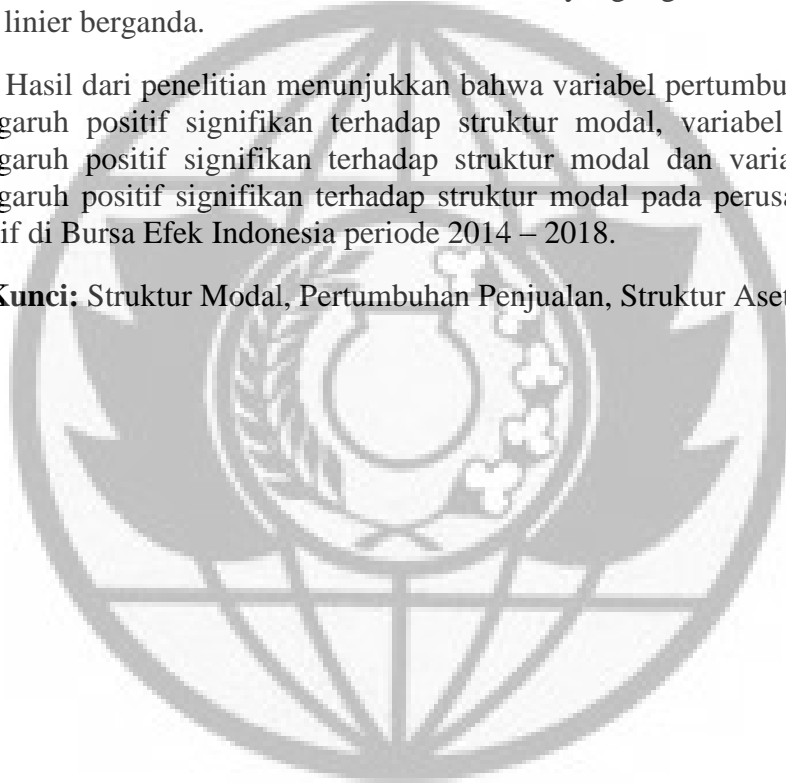 linier berganda.
Hasil dari penelitian menunjukkan bahwa variabel pertumbu
garuh positif signifikan terhadap struktur modal, variabel
garuh positif signifikan terhadap struktur modal dan varia
garuh positif signifikan terhadap struktur modal pada perusa
if di Bursa Efek Indonesia periode 2014 – 2018.
Kunci: Struktur Modal, Pertumbuhan Penjualan, Struktur Aset